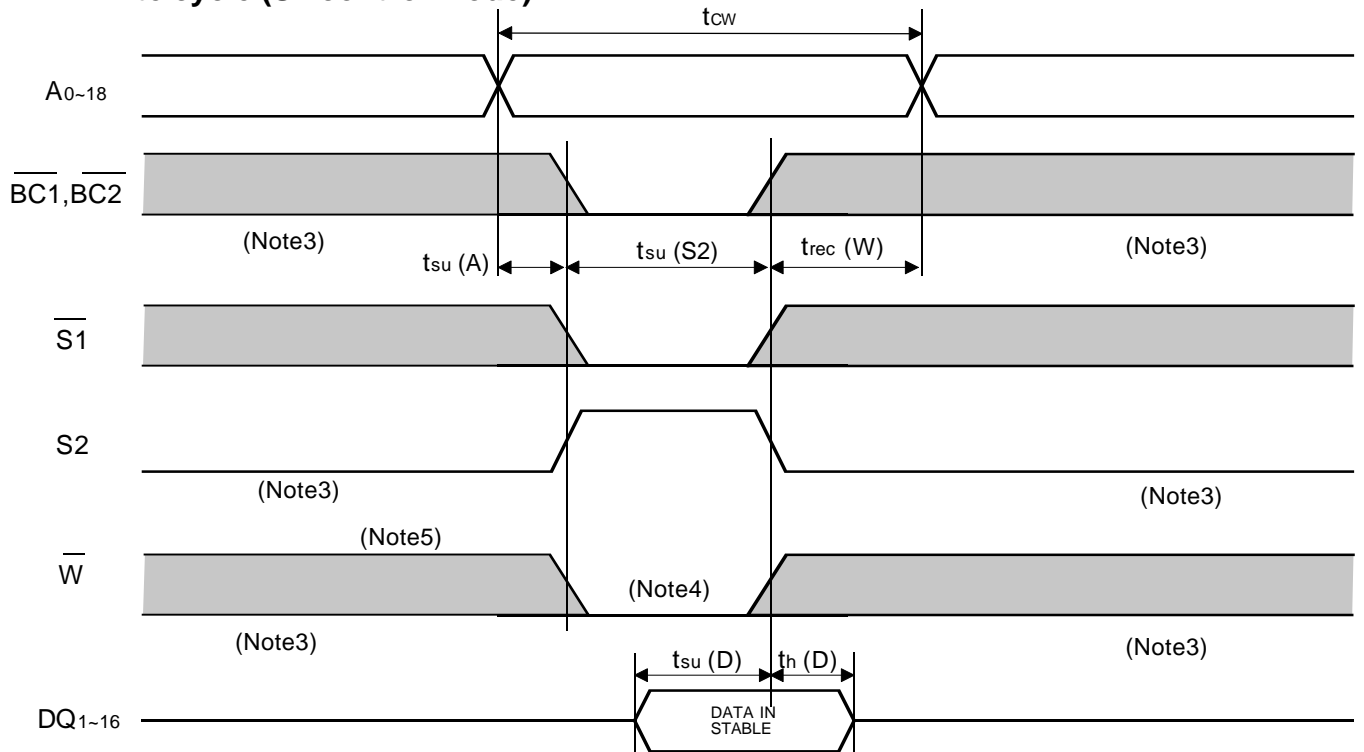 tCW
A0~18
BC1,BC2
(Note3)
(Note3)
tsu (A)
tsu (S2)
trec (W)
S1
S2
(Note3)
(Note3)
(Note5)
W
(Note4)
(Note3)
(Note3)
tsu (D)
th (D)
DQ1~16
DATA IN
STABLE